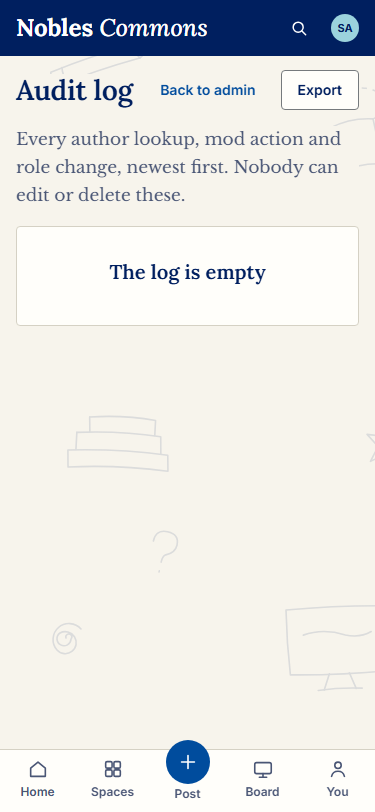 Nobles Commons
SA
Audit log
Back to admin
Export
Every author lookup, mod action and
role change, newest first. Nobody can
edit or delete these.
The log is empty
?
Home
Spaces
Post
Board
You